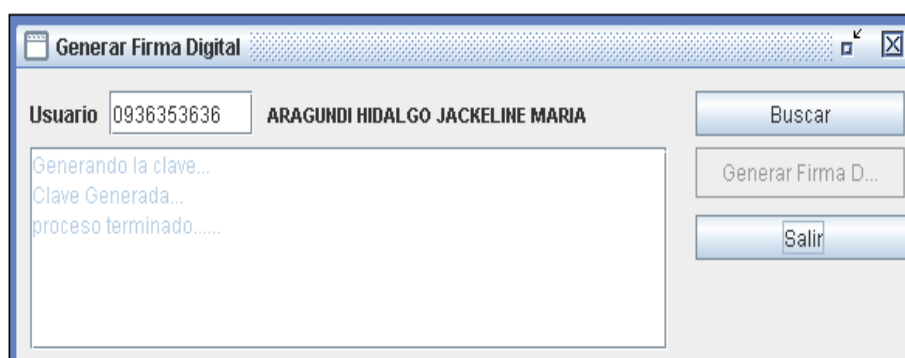 Generar Firma Digital
Usuario 0936353636 ARAGUNDI HIDALGO JACKELINE MARIA
Buscar
Generando la clave...
Clave Generada...
proceso terminado......
Generar Firma D...
Salir